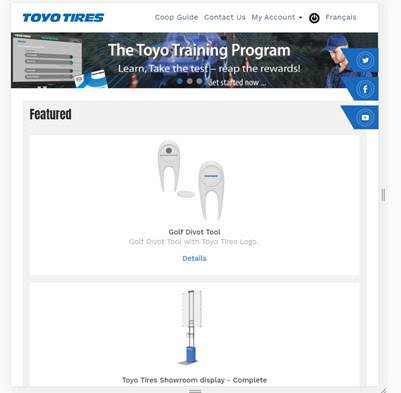 TOYO TIRES
Coop Guide Contact Us My Account Français
The Toyo Training Program
Learn, Take the test – reap the rewards!
Get started now ...
Featured
TOYO TIRES
Golf Divot Tool
Golf Divot Tool with Toyo Tires Logo.
Details
Toyo Tires Showroom display - Complete